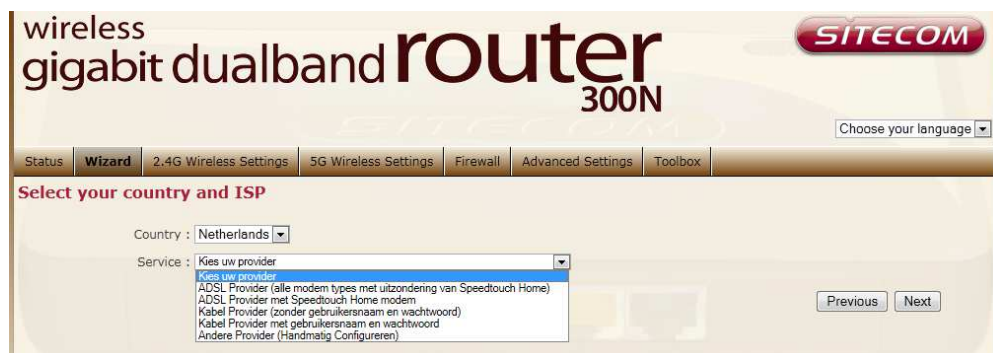 wireless
gigabit dualband router
300N
SITECOM
SITECOM
Choose your language
Status Wizard 2.4G Wireless Settings 5G Wireless Settings Firewall Advanced Settings Toolbox
Select your country and ISP
Country : Netherlands
Service : Kies uw provider
Kies uw provider
ADSL Provider (alle modem types met uitzondering van Speedtouch Home)
ADSL Provider met Speedtouch Home modem
Kabel Provider (zonder gebruikersnaam en wachtwoord)
Kabel Provider met gebruikersnaam en wachtwoord
Andere Provider (Handmatig Configureren)
Previous Next